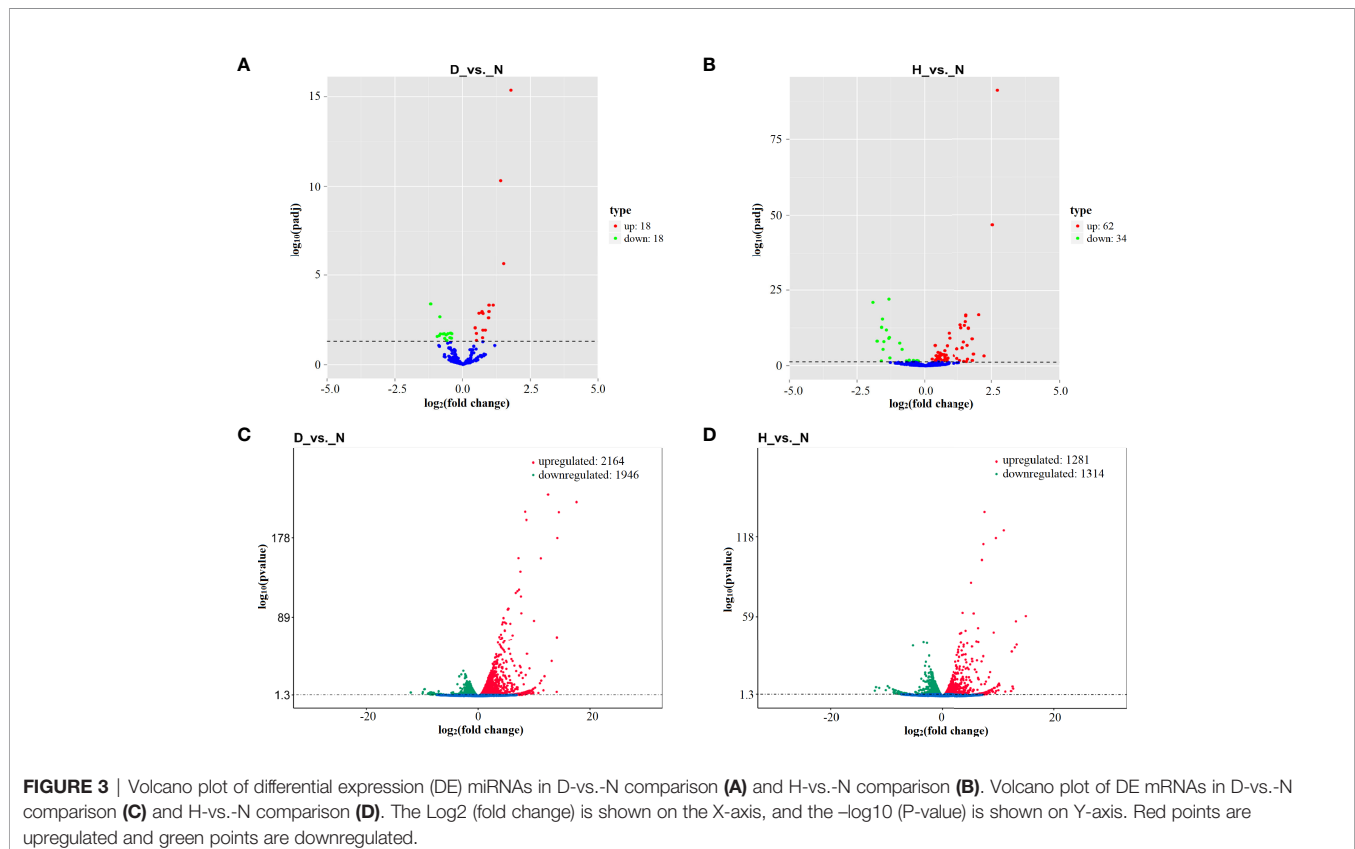 A
D_vs._N
15
10
5
0
log₁₀(padj)
-5.0
-2.5
0.0
2.5
5.0
log₂(fold change)
type
up: 18
down: 18
B
H_vs._N
75
50
25
0
log₁₀(padj)
-5.0
-2.5
0.0
2.5
5.0
log₂(fold change)
type
up: 62
down: 34
C
D_vs._N
upregulated: 2164
downregulated: 1946
178
89
1.3
log₁₀(pvalue)
-20
0
20
log₂(fold change)
D
H_vs._N
upregulated: 1281
downregulated: 1314
118
59
1.3
log₁₀(pvalue)
-20
0
20
log₂(fold change)
FIGURE 3 | Volcano plot of differential expression (DE) miRNAs in D-vs.-N comparison (A) and H-vs.-N comparison (B). Volcano plot of DE mRNAs in D-vs.-N
comparison (C) and H-vs.-N comparison (D). The Log2 (fold change) is shown on the X-axis, and the –log10 (P-value) is shown on Y-axis. Red points are
upregulated and green points are downregulated.